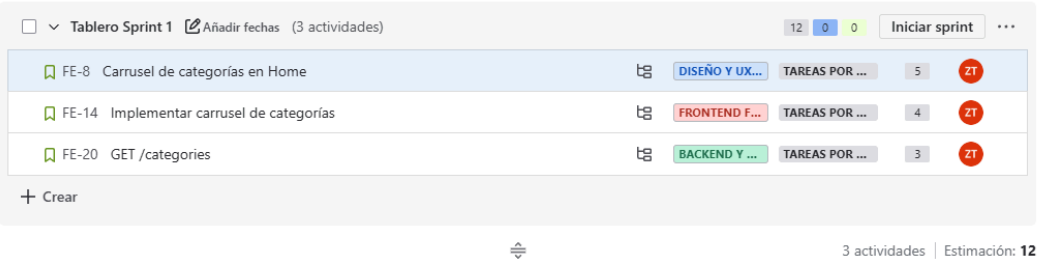 Tablero Sprint 1 Añadir fechas (3 actividades) 12 0 0 Iniciar sprint ...
FE-8 Carrusel de categorías en Home DISEÑO Y UX... TAREAS POR ... 5 ZT
FE-14 Implementar carrusel de categorías FRONTEND F... TAREAS POR ... 4 ZT
FE-20 GET /categories BACKEND Y ... TAREAS POR ... 3 ZT
+ Crear
3 actividades | Estimación: 12